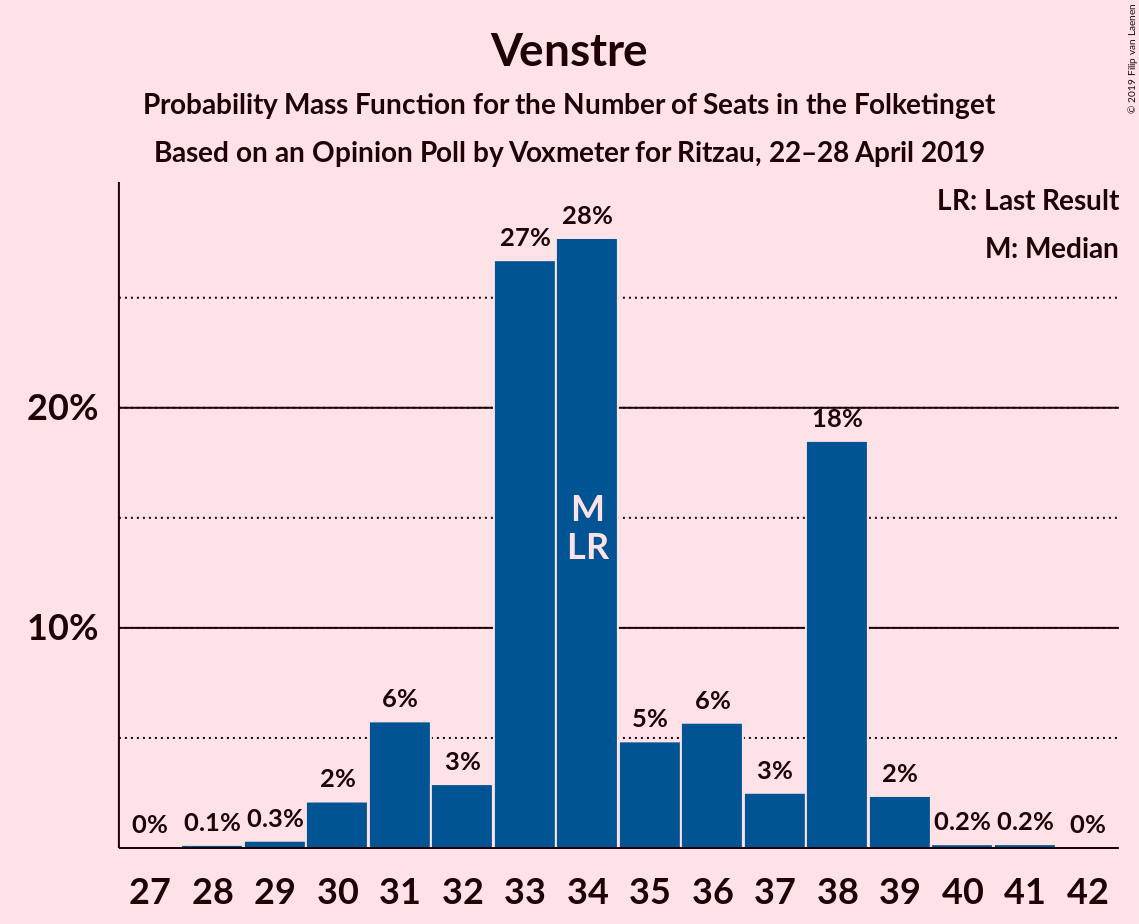 Venstre
Probability Mass Function for the Number of Seats in the Folketinget
Based on an Opinion Poll by Voxmeter for Ritzau, 22–28 April 2019
© 2019 Filip van Laenen
LR: Last Result
M: Median
20%
10%
0%
0.1%
0.3%
2%
6%
3%
27%
28%
5%
6%
3%
18%
2%
0.2%
0.2%
0%
M
LR
27 28 29 30 31 32 33 34 35 36 37 38 39 40 41 42